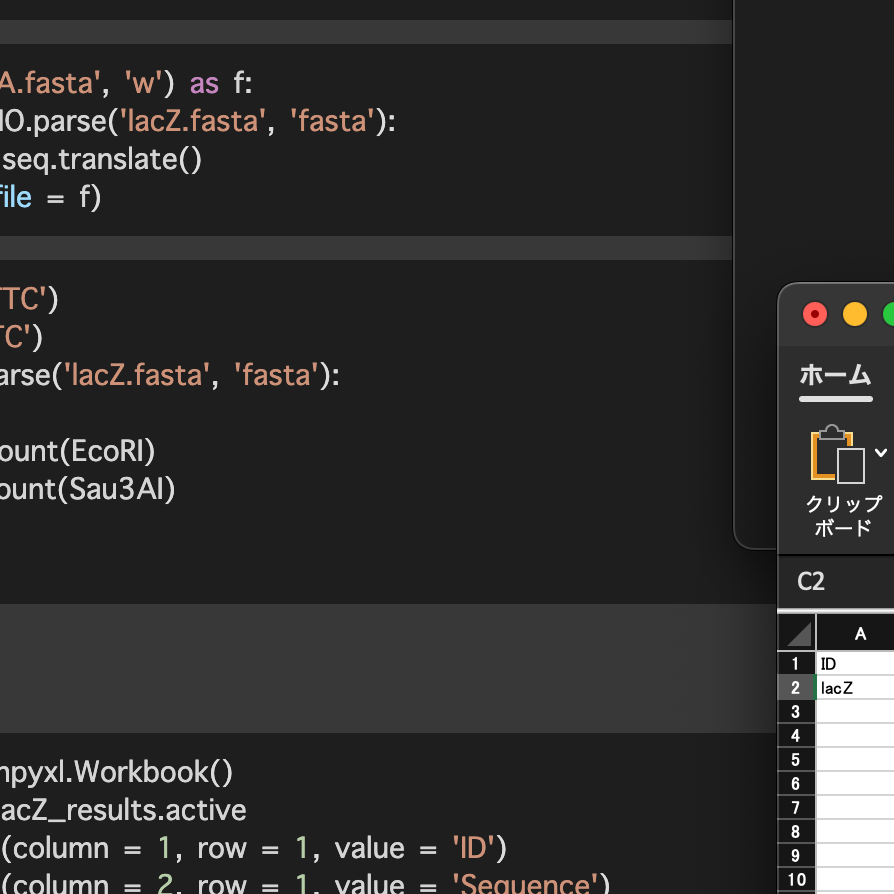 A.fasta', 'w') as f:
IO.parse('lacZ.fasta', 'fasta'):
seq.translate()
file = f)
TTC')
TC')
arse('lacZ.fasta', 'fasta'):
ount(EcoRI)
ount(Sau3AI)
npyxl.Workbook()
lacZ_results.active
(column = 1, row = 1, value = 'ID')
(column = 2, row = 1, value = 'Sequence')
ホーム
クリップ
ボード
C2
A
1 ID
2 lacZ
3
4
5
6
7
8
9
10